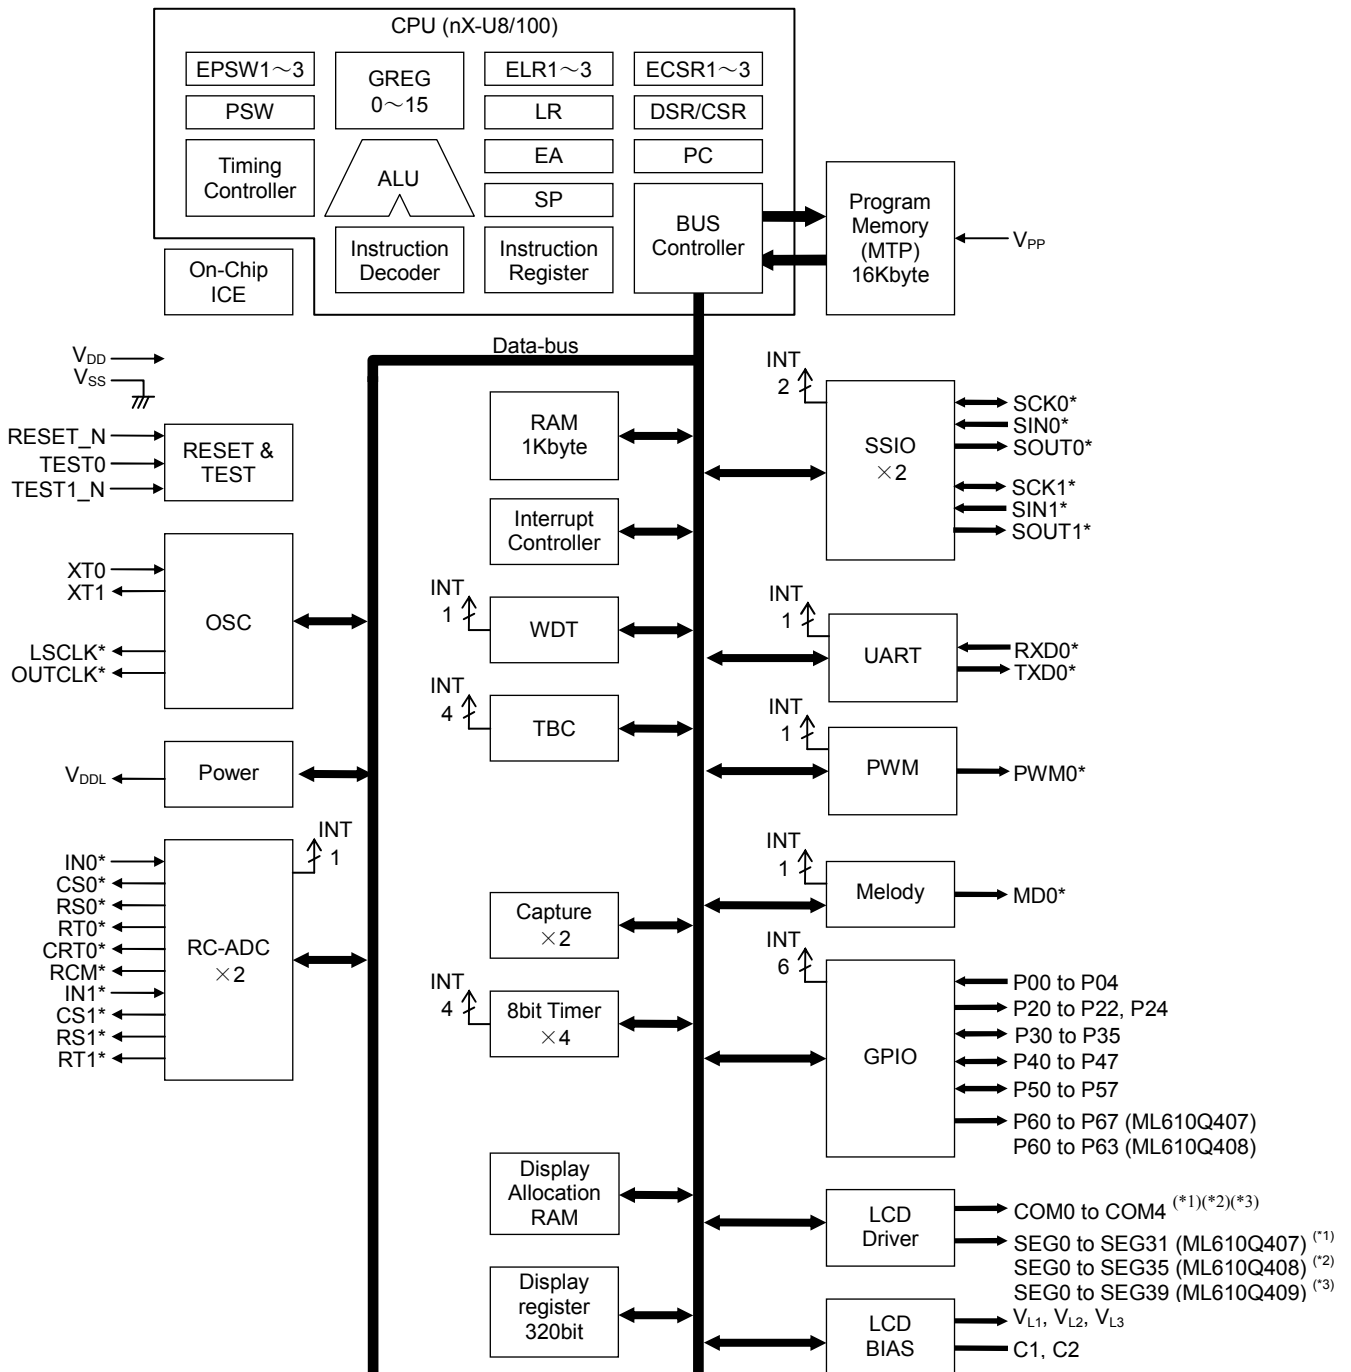 CPU (nX-U8/100)
EPSW1～3
GREG
0～15
ELR1～3
ECSR1～3
PSW
LR
DSR/CSR
Timing
Controller
ALU
EA
PC
SP
BUS
Controller
Instruction
Decoder
Instruction
Register
Program
Memory
(MTP)
16Kbyte
VPP
On-Chip
ICE
Data-bus
VDD
VSS
RESET_N
TEST0
TEST1_N
RESET &
TEST
XT0
XT1
LSCLK*
OUTCLK*
OSC
VDDL
Power
INT
1
IN0*
CS0*
RS0*
RT0*
CRT0*
RCM*
IN1*
CS1*
RS1*
RT1*
RC-ADC
×2
RAM
1Kbyte
Interrupt
Controller
INT
1
WDT
INT
4
TBC
Capture
×2
INT
4
8bit Timer
×4
Display
Allocation
RAM
Display
register
320bit
INT
2
SSIO
×2
SCK0*
SIN0*
SOUT0*
SCK1*
SIN1*
SOUT1*
INT
1
UART
RXD0*
TXD0*
INT
1
PWM
PWM0*
INT
1
Melody
MD0*
INT
6
GPIO
P00 to P04
P20 to P22, P24
P30 to P35
P40 to P47
P50 to P57
P60 to P67 (ML610Q407)
P60 to P63 (ML610Q408)
LCD
Driver
COM0 to COM4 (*1)(*2)(*3)
SEG0 to SEG31 (ML610Q407) (*1)
SEG0 to SEG35 (ML610Q408) (*2)
SEG0 to SEG39 (ML610Q409) (*3)
LCD
BIAS
VL1, VL2, VL3
C1, C2